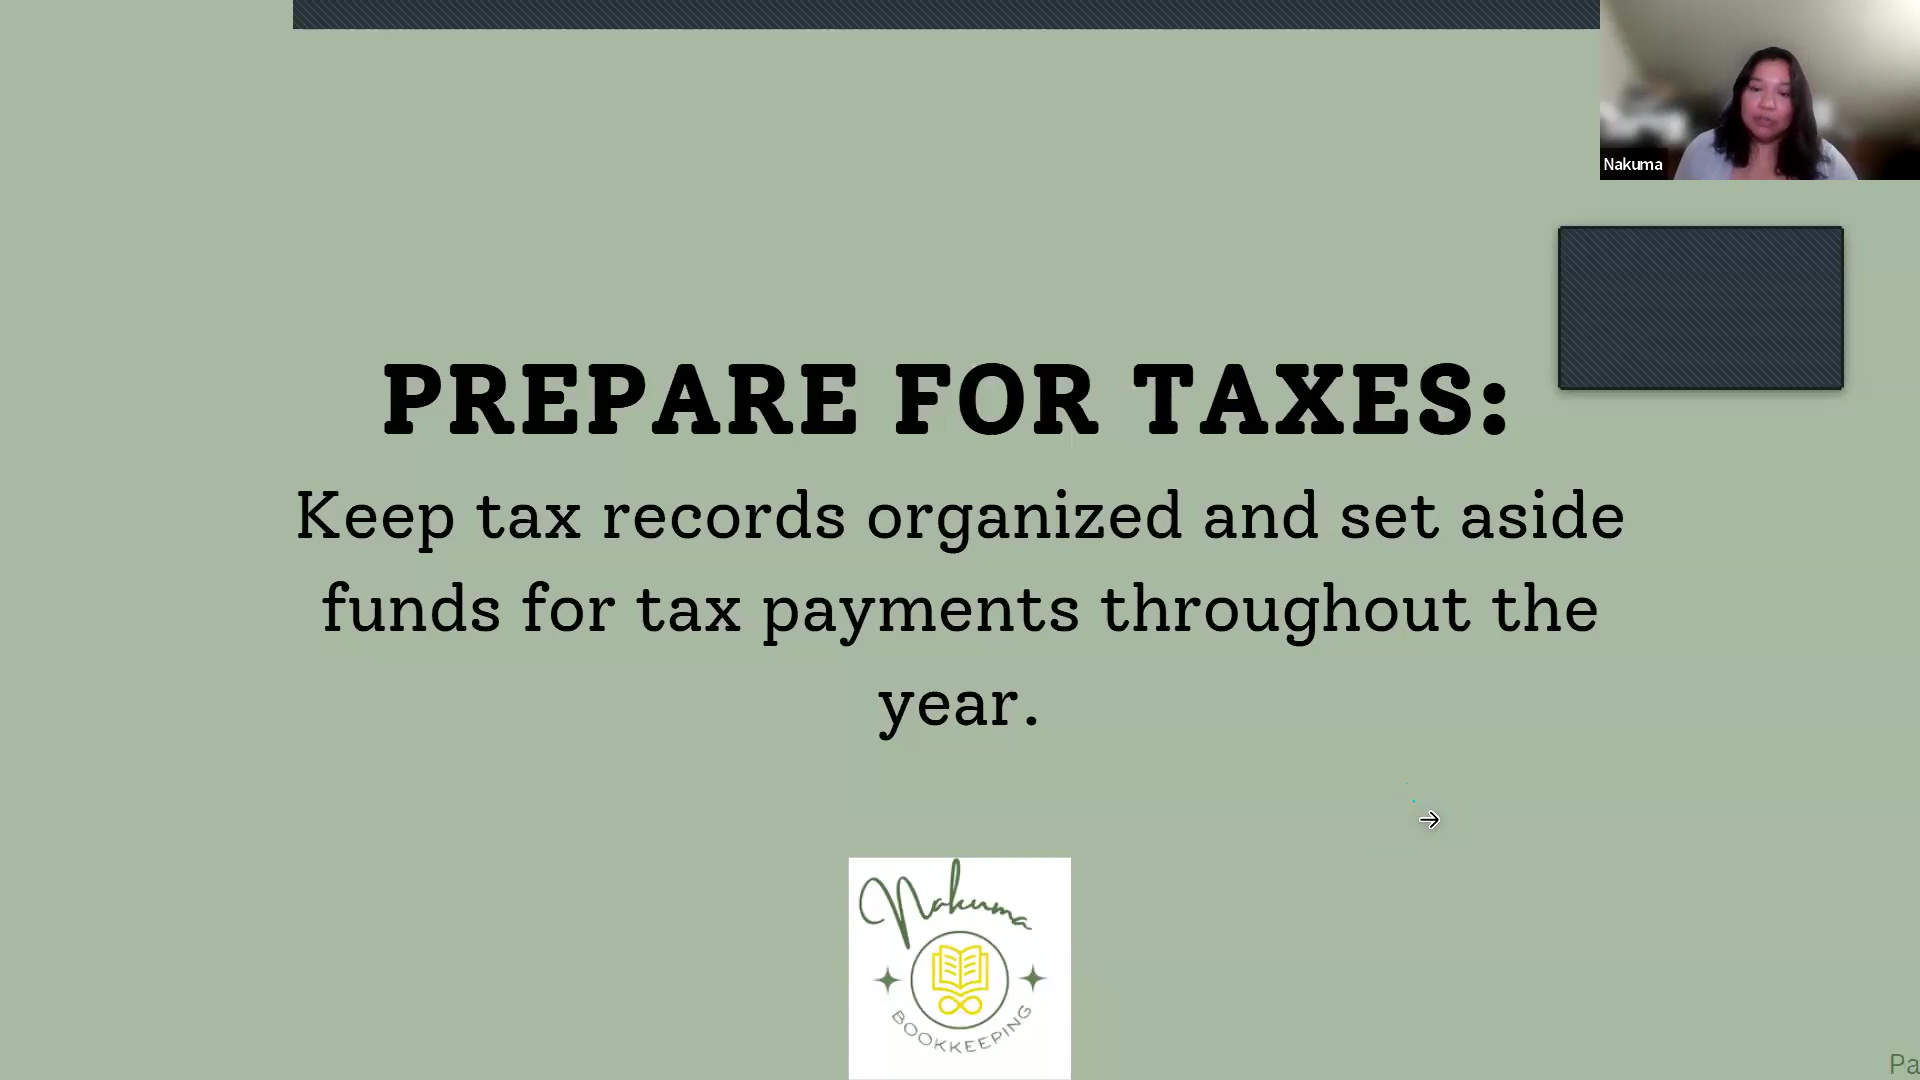 Nakuma
PREPARE FOR TAXES:
Keep tax records organized and set aside
funds for tax payments throughout the
year.
Nakuma
BOOKKEEPING
Pa